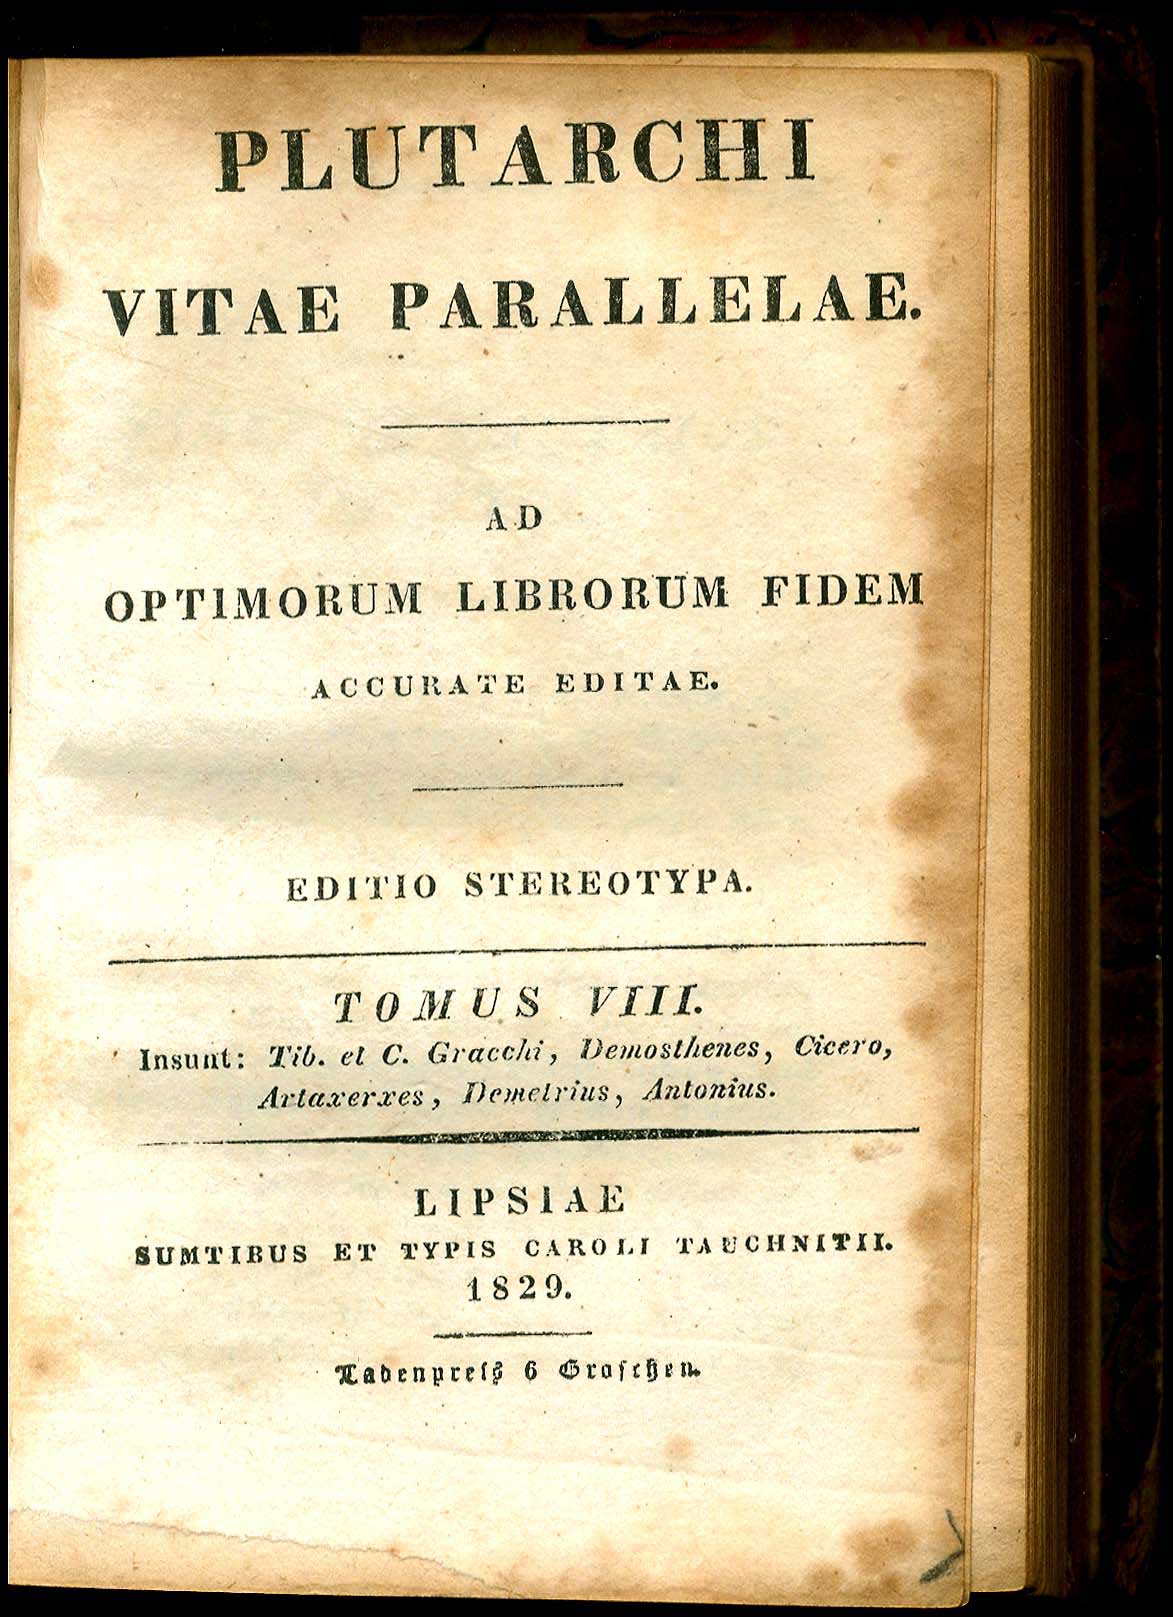 PLUTARCHI
VITAE PARALLELAE.
AD
OPTIMORUM LIBRORUM FIDEM
ACCURATE EDITAE.
EDITIO STEREOTYPA.
TOMUS VIII.
Insunt: Tib. et C. Gracchi, Demosthenes, Cicero,
Artaxerxes, Demetrius, Antonius.
LIPSIAE
SUMTIBUS ET TYPIS CAROLI TAUCHNITII.
1829.
Ladenpreiß 6 Groschen.